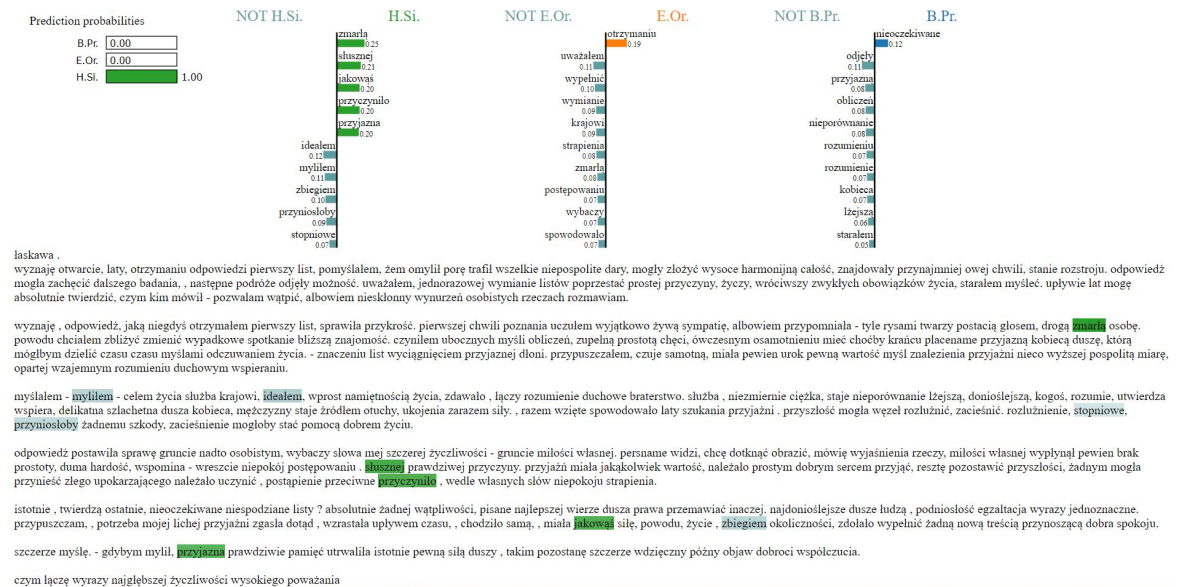 Prediction probabilities
B.Pr. 0.00
E.Or. 0.00
H.Si. 1.00
NOT H.Si. H.Si.
zmarłą
0.25
słusznej
0.21
jakowąś
0.20
przyczyniło
0.20
przyjazna
0.20
ideałem
0.12
myliłem
0.11
zbiegiem
0.10
przyniosłoby
0.09
stopniowe
0.07
NOT E.Or. E.Or.
otrzymaniu
0.19
uważałem
0.11
wypełnić
0.10
wymianie
0.09
krajowi
0.09
strapienia
0.08
zmarłą
0.08
postępowaniu
0.07
wybaczy
0.07
spowodowało
0.07
NOT B.Pr. B.Pr.
nieoczekiwane
0.12
odjęły
0.11
przyjazną
0.08
obliczeń
0.08
nieporównanie
0.08
rozumieniu
0.07
rozumienie
0.07
kobieca
0.07
lżejszą
0.06
starałem
0.05
łaskawa .
wyznaję otwarcie, laty, otrzymaniu odpowiedzi pierwszy list, pomyślałem, żem omylił porę trafił wszelkie niepospolite dary, mogły złożyć wysoce harmonijną całość, znajdowały przynajmniej owej chwili, stanie rozstroju. odpowiedź
mogła zachęcić dalszego badania, , następne podróże odjęły możność. uważałem, jednorazowej wymianie listów poprzestać prostej przyczyny, życzy, wróciwszy zwykłych obowiązków życia, starałem myśleć. upływie lat mogę
absolutnie twierdzić, czym kim mówił - pozwalam wątpić, albowiem niesklonny wynurzeń osobistych rzeczach rozmawiam.
wyznaję , odpowiedź, jaką niegdyś otrzymałem pierwszy list, sprawiła przykrość. pierwszej chwili poznania uczułem wyjątkowo żywą sympatię, albowiem przypomniała - tyle rysami twarzy postacią głosem, drogą zmarłą osobę.
powodu chciałem zbliżyć zmienić wypadkowe spotkanie bliższą znajomość. czyniłem ubocznych myśli obliczeń, zupełną prostotą chęci, ówczesnym osamotnieniu mieć choćby krańcu placename przyjazną kobiecą duszę, którą
mógłbym dzielić czasu czasu myślami odczuwaniem życia. - znaczeniu list wyciągnięciem przyjaznej dłoni. przypuszczałem, czuje samotną, miała pewien urok pewną wartość myśl znalezienia przyjaźni nieco wyższej pospolitą miarę,
opartej wzajemnym rozumieniu duchowym wspieraniu.
myślałem - myliłem - celem życia służba krajowi, ideałem, wprost namiętnością życia, zdawało , łączy rozumienie duchowe braterstwo. służba , niezmiernie ciężka, staje nieporównanie lżejszą, donioślejszą, kogoś, rozumie, utwierdza
wspiera, delikatna szlachetna dusza kobieca, mężczyzny staje źródłem otuchy, ukojenia zarazem siły. , razem wzięte spowodowało laty szukania przyjaźni . przyszłość mogła węzeł rozluźnić, zacieśnić. rozluźnienie, stopniowe,
przyniosłoby żadnemu szkody, zacieśnienie mogłoby stać pomocą dobrem życiu.
odpowiedź postawiła sprawę gruncie nadto osobistym, wybaczy słowa mej szczerej życzliwości - gruncie miłości własnej. persname widzi, chcę dotknąć obrazić, mówię wyjaśnienia rzeczy, miłości własnej wypłynął pewien brak
prostoty, duma hardość, wspomina - wreszcie niepokój postępowaniu . słusznej prawdziwej przyczyny. przyjaźń miała jakąkolwiek wartość, należało prostym dobrym sercem przyjąć, resztę pozostawić przyszłości, żadnym mogła
przynieść złego upokarzającego należało uczynić , postąpienie przeciwne przyczyniło , wedle własnych słów niepokoju strapienia.
istotnie , twierdzą ostatnie, nieoczekiwane niespodziane listy ? absolutnie żadnej wątpliwości, pisane najlepszej wierze dusza prawa przemawiać inaczej. najdonioślejsze dusze ludzą , podniosłość egzaltacja wyrazy jednoznaczne.
przypuszczam, , potrzeba mojej lichej przyjaźni zgasła dotąd , wzrastała upływem czasu, , chodziło samą, , miała jakowąś siłę, powodu, życie , zbiegiem okoliczności, zdolało wypełnić żadną nową treścią przynoszącą dobra spokoju.
szczerze myślę. - gdybym mylił, przyjazna prawdziwie pamięć utrwaliła istotnie pewną siłą duszy , takim pozostanę szczerze wdzięczny późny objaw dobroci współczucia.
czym łączę wyrazy najgłębszej życzliwości wysokiego poważania